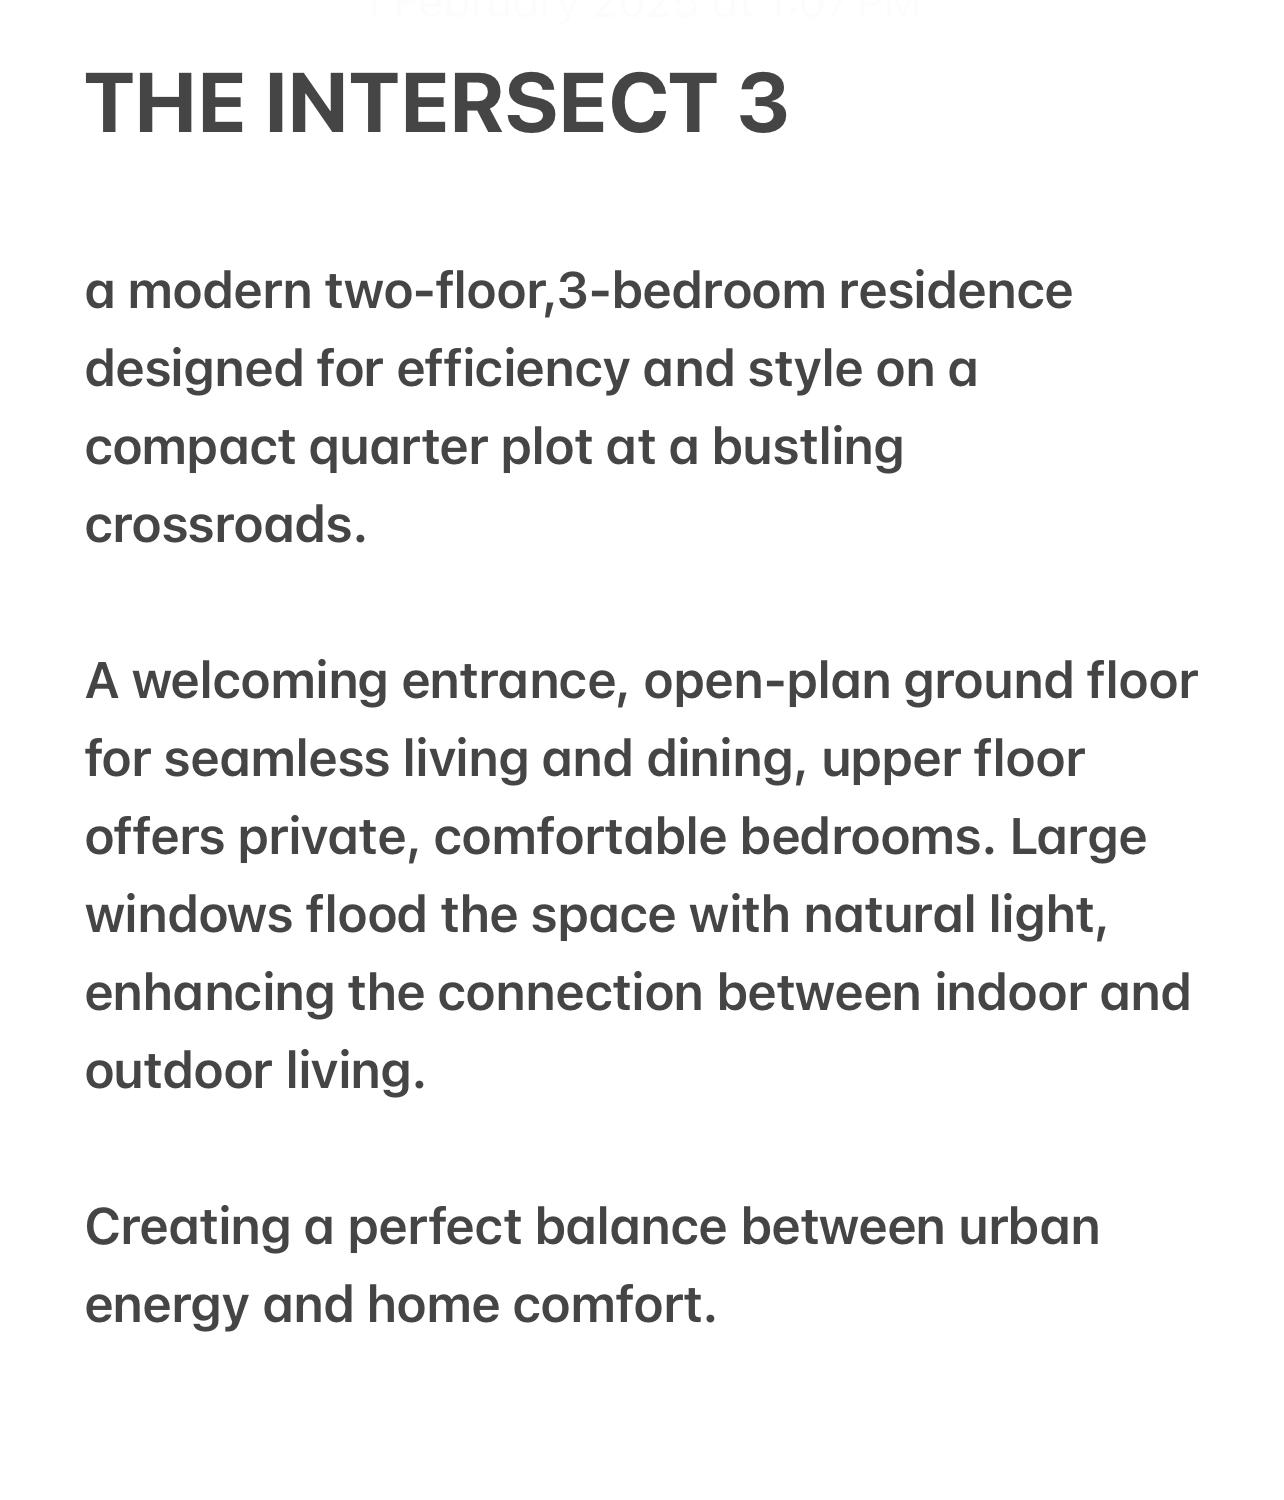 THE INTERSECT 3
a modern two-floor,3-bedroom residence
designed for efficiency and style on a
compact quarter plot at a bustling
crossroads.
A welcoming entrance, open-plan ground floor
for seamless living and dining, upper floor
offers private, comfortable bedrooms. Large
windows flood the space with natural light,
enhancing the connection between indoor and
outdoor living.
Creating a perfect balance between urban
energy and home comfort.